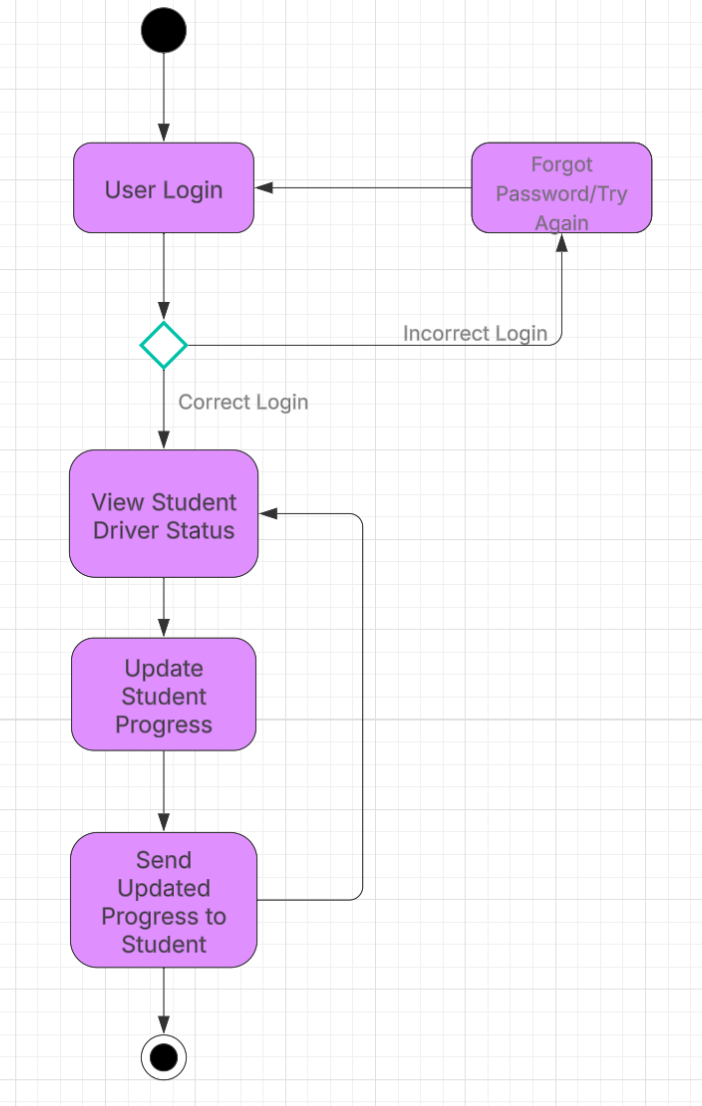 User Login
Forgot
Password/Try
Again
Incorrect Login
Correct Login
View Student
Driver Status
Update
Student
Progress
Send
Updated
Progress to
Student